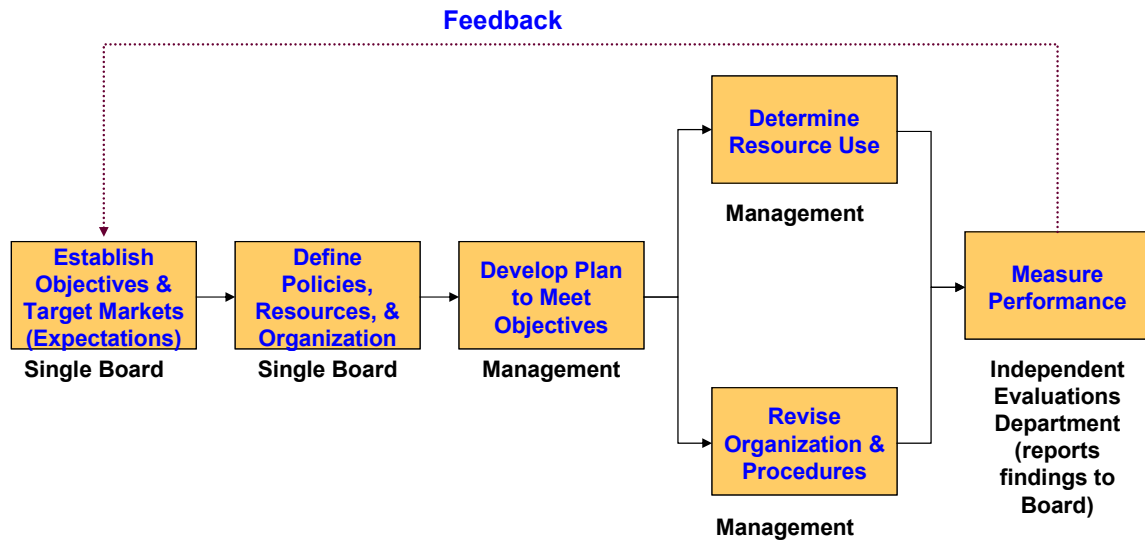 Feedback
Determine
Resource Use
Management
Establish
Objectives &
Target Markets
(Expectations)
Single Board
Define
Policies,
Resources, &
Organization
Single Board
Develop Plan
to Meet
Objectives
Management
Measure
Performance
Independent
Evaluations
Department
(reports
findings to
Board)
Revise
Organization &
Procedures
Management